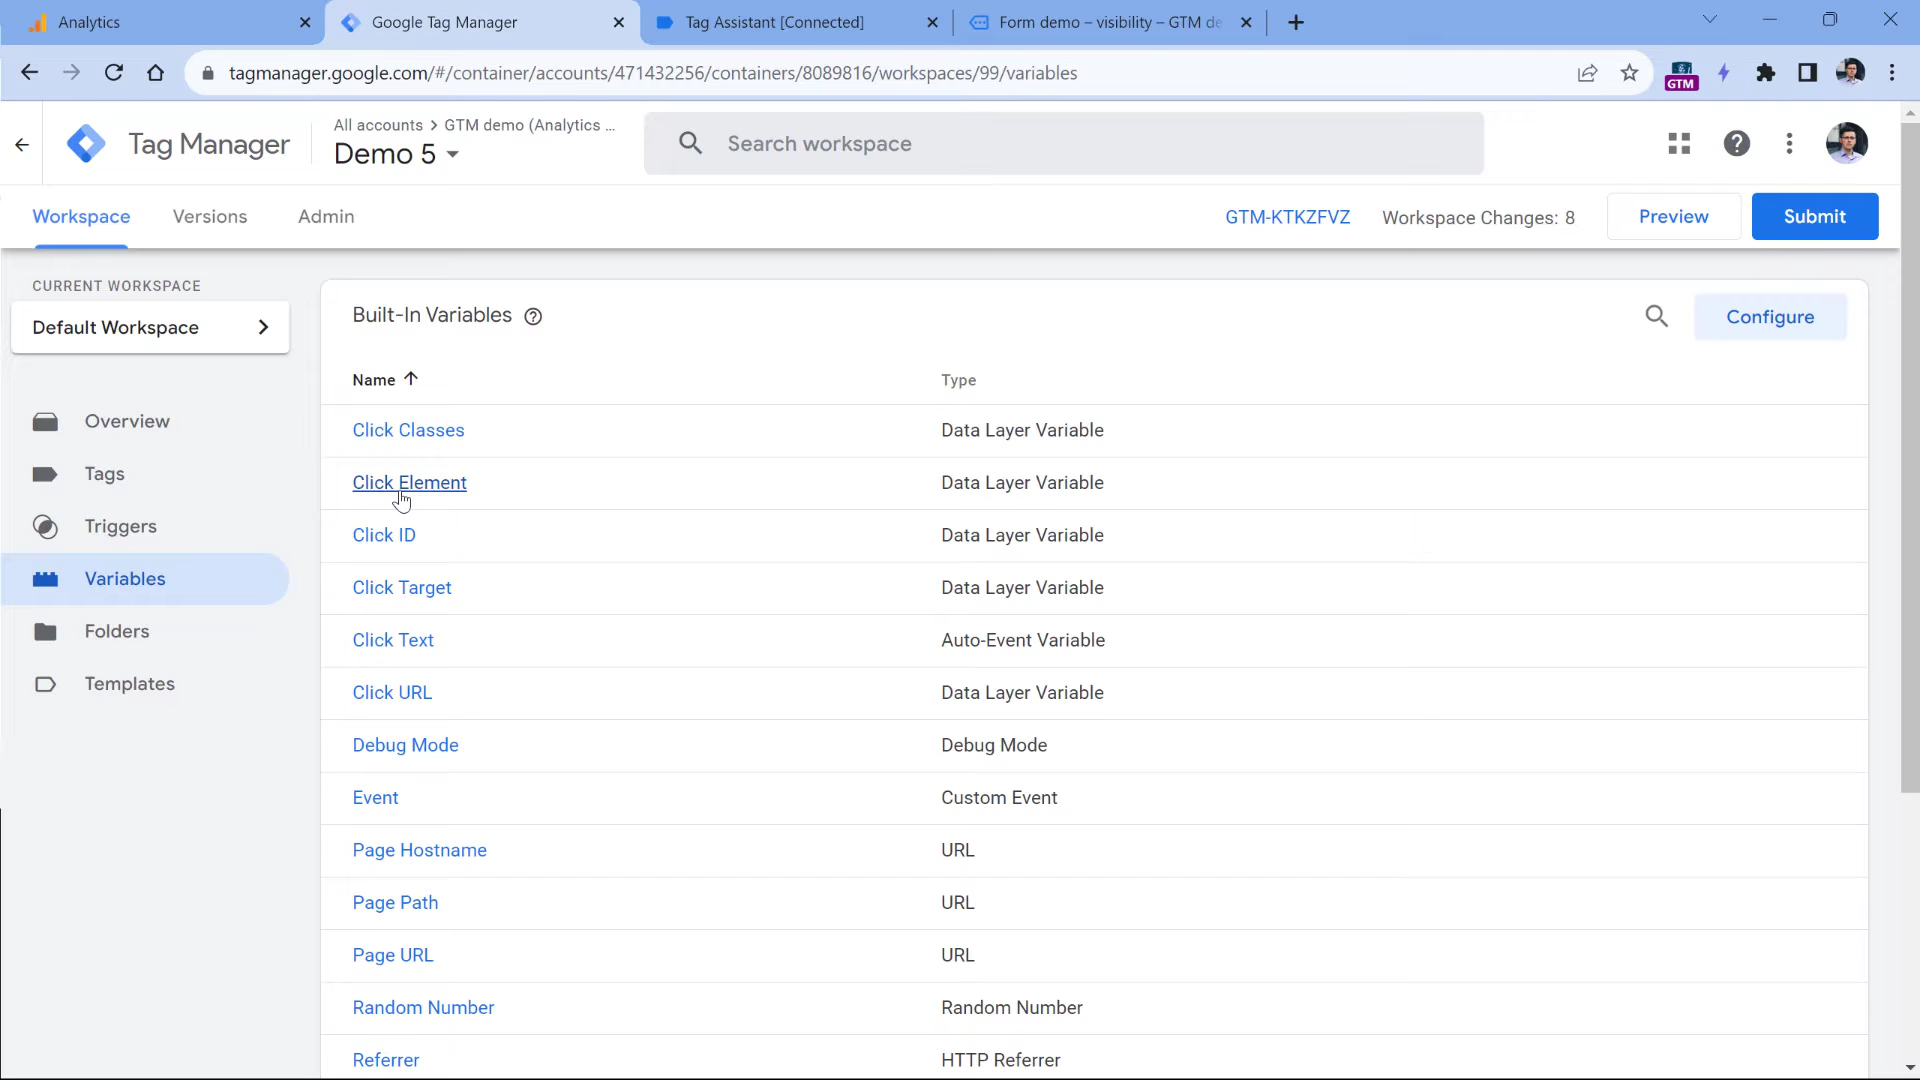 Analytics
Google Tag Manager
Tag Assistant [Connected]
Form demo – visibility – GTM de
tagmanager.google.com/#/container/accounts/471432256/containers/8089816/workspaces/99/variables
GTM
Tag Manager
All accounts > GTM demo (Analytics ...
Demo 5
Search workspace
Workspace
Versions
Admin
GTM-KTKZFVZ
Workspace Changes: 8
Preview
Submit
CURRENT WORKSPACE
Default Workspace
Overview
Tags
Triggers
Variables
Folders
Templates
Built-In Variables
Configure
Name
Type
Click Classes
Data Layer Variable
Click Element
Data Layer Variable
Click ID
Data Layer Variable
Click Target
Data Layer Variable
Click Text
Auto-Event Variable
Click URL
Data Layer Variable
Debug Mode
Debug Mode
Event
Custom Event
Page Hostname
URL
Page Path
URL
Page URL
URL
Random Number
Random Number
Referrer
HTTP Referrer